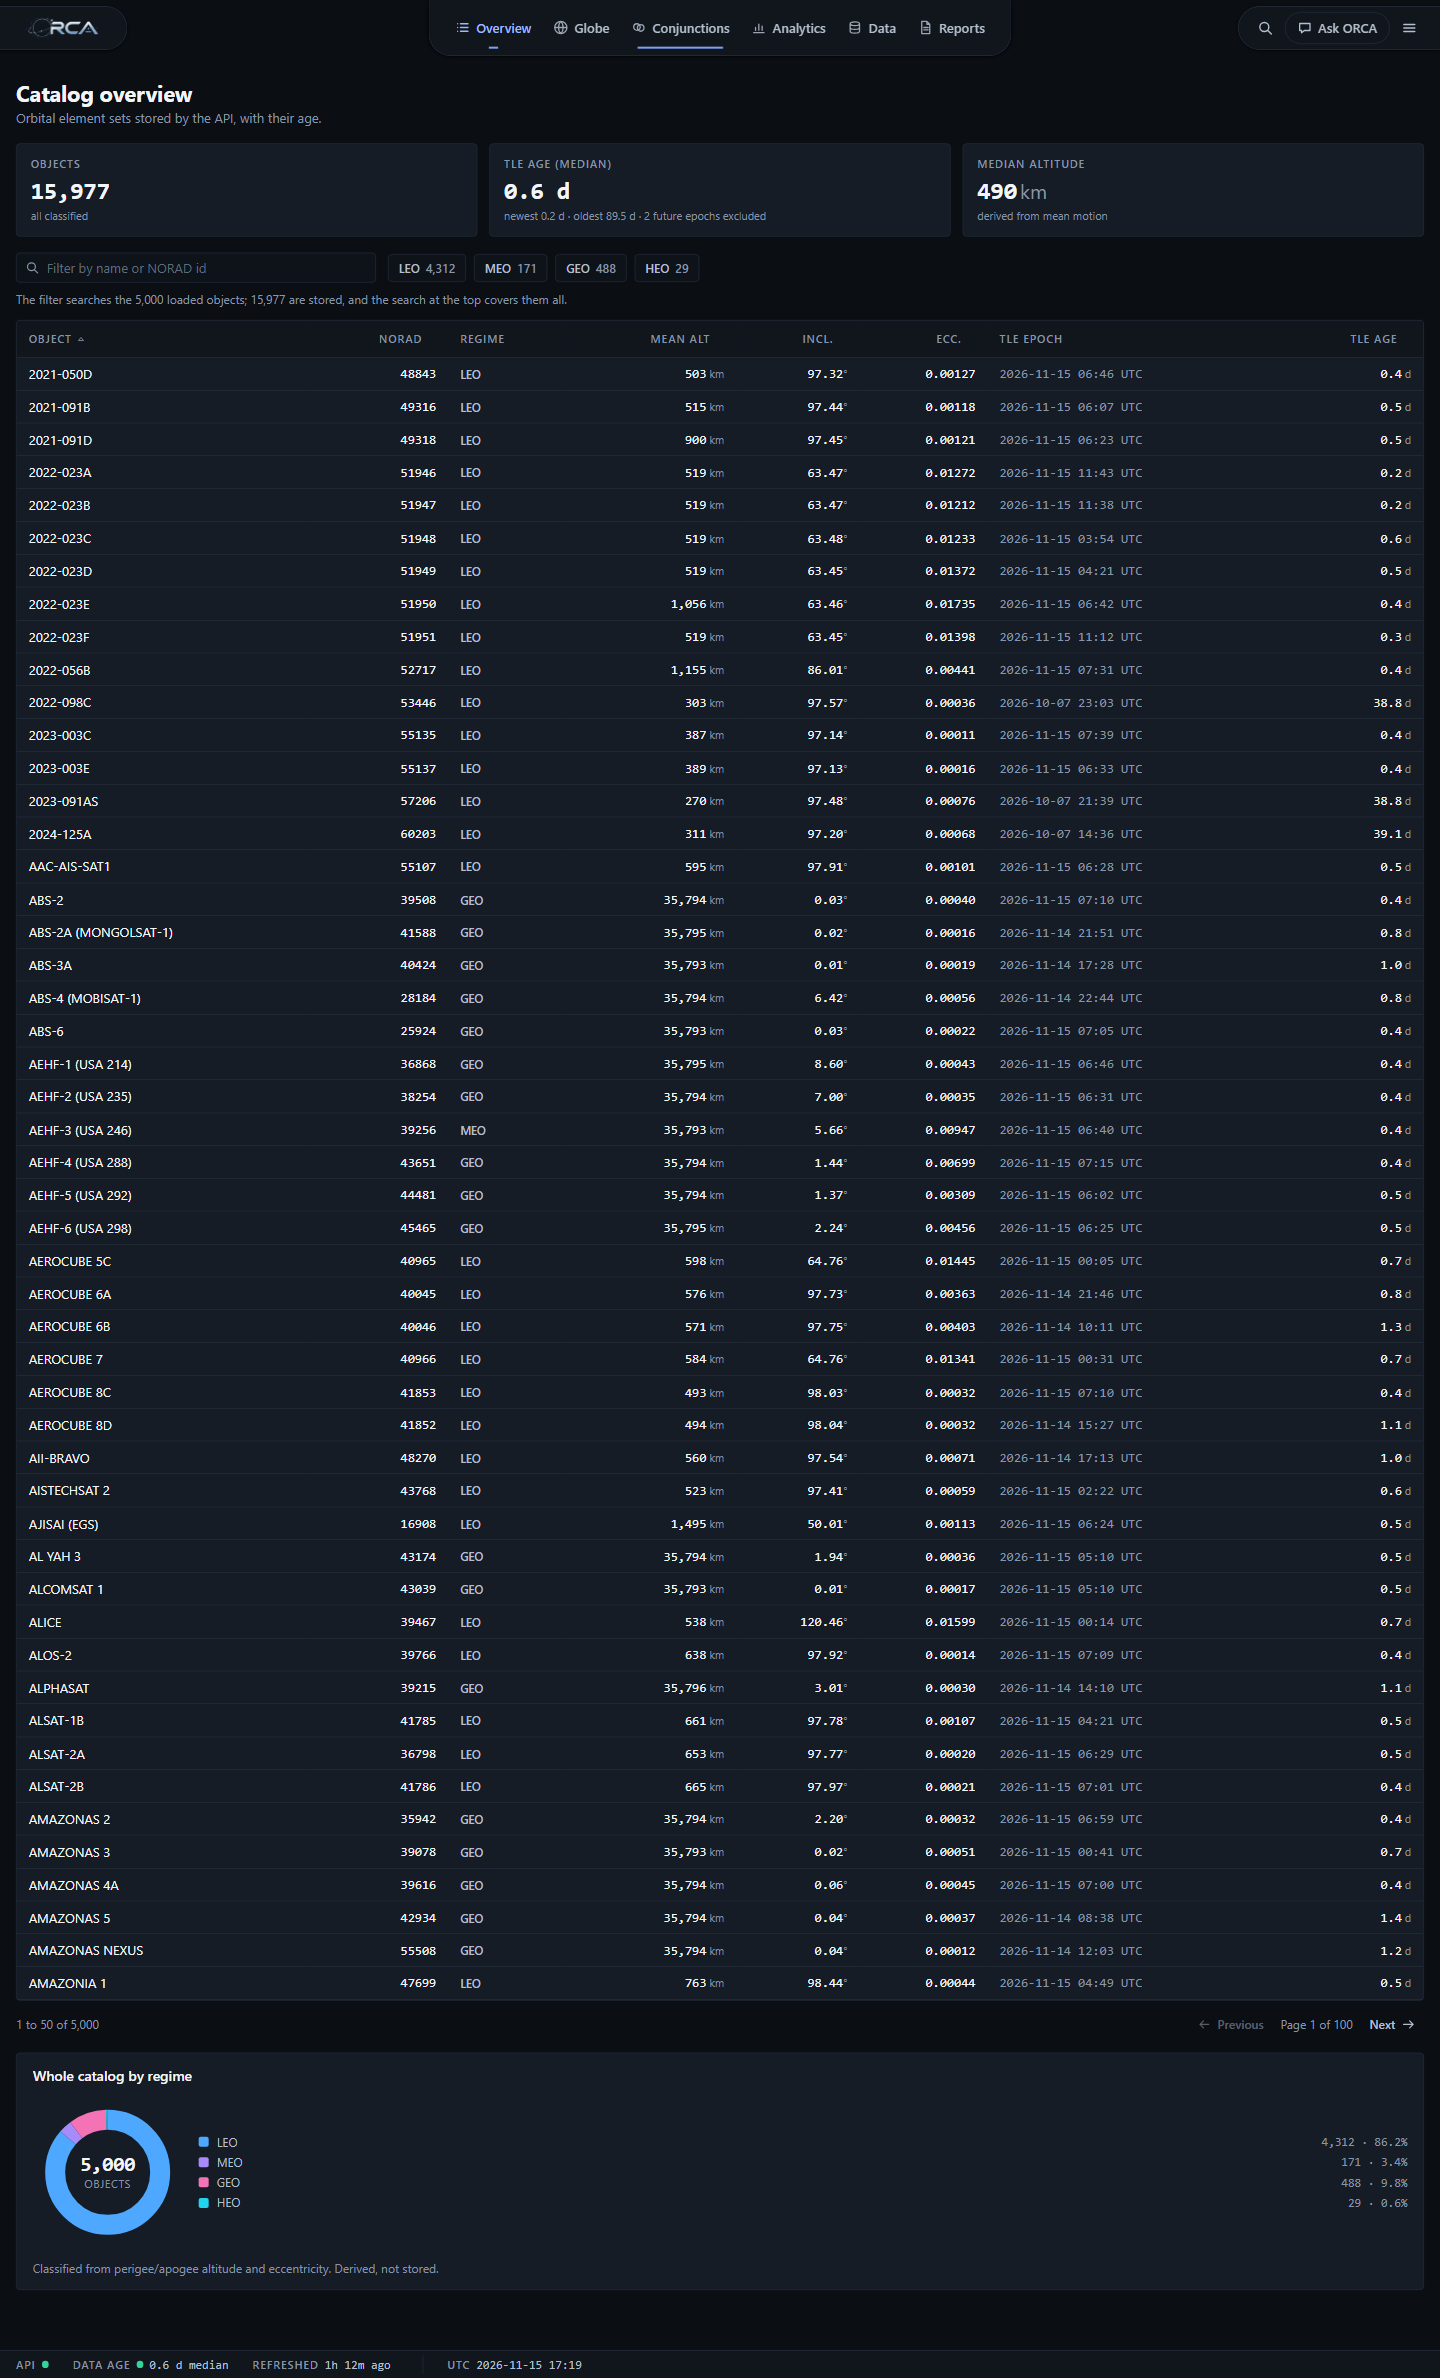 ORCA
Overview Globe Conjunctions Analytics Data Reports
Ask ORCA
Catalog overview
Orbital element sets stored by the API, with their age.
OBJECTS
15,977
all classified
TLE AGE (MEDIAN)
0.6 d
newest 0.2 d · oldest 89.5 d · 2 future epochs excluded
MEDIAN ALTITUDE
490 km
derived from mean motion
Filter by name or NORAD id
LEO 4,312 MEO 171 GEO 488 HEO 29
The filter searches the 5,000 loaded objects; 15,977 are stored, and the search at the top covers them all.
OBJECT NORAD REGIME MEAN ALT INCL. ECC. TLE EPOCH TLE AGE
2021-050D 48843 LEO 503 km 97.32° 0.00127 2026-11-15 06:46 UTC 0.4 d
2021-091B 49316 LEO 515 km 97.44° 0.00118 2026-11-15 06:07 UTC 0.5 d
2021-091D 49318 LEO 900 km 97.45° 0.00121 2026-11-15 06:23 UTC 0.5 d
2022-023A 51946 LEO 519 km 63.47° 0.01272 2026-11-15 11:43 UTC 0.2 d
2022-023B 51947 LEO 519 km 63.47° 0.01212 2026-11-15 11:38 UTC 0.2 d
2022-023C 51948 LEO 519 km 63.48° 0.01233 2026-11-15 03:54 UTC 0.6 d
2022-023D 51949 LEO 519 km 63.45° 0.01372 2026-11-15 04:21 UTC 0.5 d
2022-023E 51950 LEO 1,056 km 63.46° 0.01735 2026-11-15 06:42 UTC 0.4 d
2022-023F 51951 LEO 519 km 63.45° 0.01398 2026-11-15 11:12 UTC 0.3 d
2022-056B 52717 LEO 1,155 km 86.01° 0.00441 2026-11-15 07:31 UTC 0.4 d
2022-098C 53446 LEO 303 km 97.57° 0.00036 2026-10-07 23:03 UTC 38.8 d
2023-003C 55135 LEO 387 km 97.14° 0.00011 2026-11-15 07:39 UTC 0.4 d
2023-003E 55137 LEO 389 km 97.13° 0.00016 2026-11-15 06:33 UTC 0.4 d
2023-091AS 57206 LEO 270 km 97.48° 0.00076 2026-10-07 21:39 UTC 38.8 d
2024-125A 60203 LEO 311 km 97.20° 0.00068 2026-10-07 14:36 UTC 39.1 d
AAC-AIS-SAT1 55107 LEO 595 km 97.91° 0.00101 2026-11-15 06:28 UTC 0.5 d
ABS-2 39508 GEO 35,794 km 0.03° 0.00040 2026-11-15 07:10 UTC 0.4 d
ABS-2A (MONGOLSAT-1) 41588 GEO 35,795 km 0.02° 0.00016 2026-11-14 21:51 UTC 0.8 d
ABS-3A 40424 GEO 35,793 km 0.01° 0.00019 2026-11-14 17:28 UTC 1.0 d
ABS-4 (MOBISAT-1) 28184 GEO 35,794 km 6.42° 0.00056 2026-11-14 22:44 UTC 0.8 d
ABS-6 25924 GEO 35,793 km 0.03° 0.00022 2026-11-15 07:05 UTC 0.4 d
AEHF-1 (USA 214) 36868 GEO 35,795 km 8.60° 0.00043 2026-11-15 06:46 UTC 0.4 d
AEHF-2 (USA 235) 38254 GEO 35,794 km 7.00° 0.00035 2026-11-15 06:31 UTC 0.4 d
AEHF-3 (USA 246) 39256 MEO 35,793 km 5.66° 0.00947 2026-11-15 06:40 UTC 0.4 d
AEHF-4 (USA 288) 43651 GEO 35,794 km 1.44° 0.00699 2026-11-15 07:15 UTC 0.4 d
AEHF-5 (USA 292) 44481 GEO 35,794 km 1.37° 0.00309 2026-11-15 06:02 UTC 0.5 d
AEHF-6 (USA 298) 45465 GEO 35,795 km 2.24° 0.00456 2026-11-15 06:25 UTC 0.5 d
AEROCUBE 5C 40965 LEO 598 km 64.76° 0.01445 2026-11-15 00:05 UTC 0.7 d
AEROCUBE 6A 40045 LEO 576 km 97.73° 0.00363 2026-11-14 21:46 UTC 0.8 d
AEROCUBE 6B 40046 LEO 571 km 97.75° 0.00403 2026-11-14 10:11 UTC 1.3 d
AEROCUBE 7 40966 LEO 584 km 64.76° 0.01341 2026-11-15 00:31 UTC 0.7 d
AEROCUBE 8C 41853 LEO 493 km 98.03° 0.00032 2026-11-15 07:10 UTC 0.4 d
AEROCUBE 8D 41852 LEO 494 km 98.04° 0.00032 2026-11-14 15:27 UTC 1.1 d
AII-BRAVO 48270 LEO 560 km 97.54° 0.00071 2026-11-14 17:13 UTC 1.0 d
AISTECHSAT 2 43768 LEO 523 km 97.41° 0.00059 2026-11-15 02:22 UTC 0.6 d
AJISAI (EGS) 16908 LEO 1,495 km 50.01° 0.00113 2026-11-15 06:24 UTC 0.5 d
AL YAH 3 43174 GEO 35,794 km 1.94° 0.00036 2026-11-15 05:10 UTC 0.5 d
ALCOMSAT 1 43039 GEO 35,793 km 0.01° 0.00017 2026-11-15 05:10 UTC 0.5 d
ALICE 39467 LEO 538 km 120.46° 0.01599 2026-11-15 00:14 UTC 0.7 d
ALOS-2 39766 LEO 638 km 97.92° 0.00014 2026-11-15 07:09 UTC 0.4 d
ALPHASAT 39215 GEO 35,796 km 3.01° 0.00030 2026-11-14 14:10 UTC 1.1 d
ALSAT-1B 41785 LEO 661 km 97.78° 0.00107 2026-11-15 04:21 UTC 0.5 d
ALSAT-2A 36798 LEO 653 km 97.77° 0.00020 2026-11-15 06:29 UTC 0.5 d
ALSAT-2B 41786 LEO 665 km 97.97° 0.00021 2026-11-15 07:01 UTC 0.4 d
AMAZONAS 2 35942 GEO 35,794 km 2.20° 0.00032 2026-11-15 06:59 UTC 0.4 d
AMAZONAS 3 39078 GEO 35,793 km 0.02° 0.00051 2026-11-15 00:41 UTC 0.7 d
AMAZONAS 4A 39616 GEO 35,794 km 0.06° 0.00045 2026-11-15 07:00 UTC 0.4 d
AMAZONAS 5 42934 GEO 35,794 km 0.04° 0.00037 2026-11-14 08:38 UTC 1.4 d
AMAZONAS NEXUS 55508 GEO 35,794 km 0.04° 0.00012 2026-11-14 12:03 UTC 1.2 d
AMAZONIA 1 47699 LEO 763 km 98.44° 0.00044 2026-11-15 04:49 UTC 0.5 d
1 to 50 of 5,000 Previous Page 1 of 100 Next
Whole catalog by regime
5,000
OBJECTS
LEO 4,312 · 86.2%
MEO 171 · 3.4%
GEO 488 · 9.8%
HEO 29 · 0.6%
Classified from perigee/apogee altitude and eccentricity. Derived, not stored.
API DATA AGE 0.6 d median REFRESHED 1h 12m ago UTC 2026-11-15 17:19